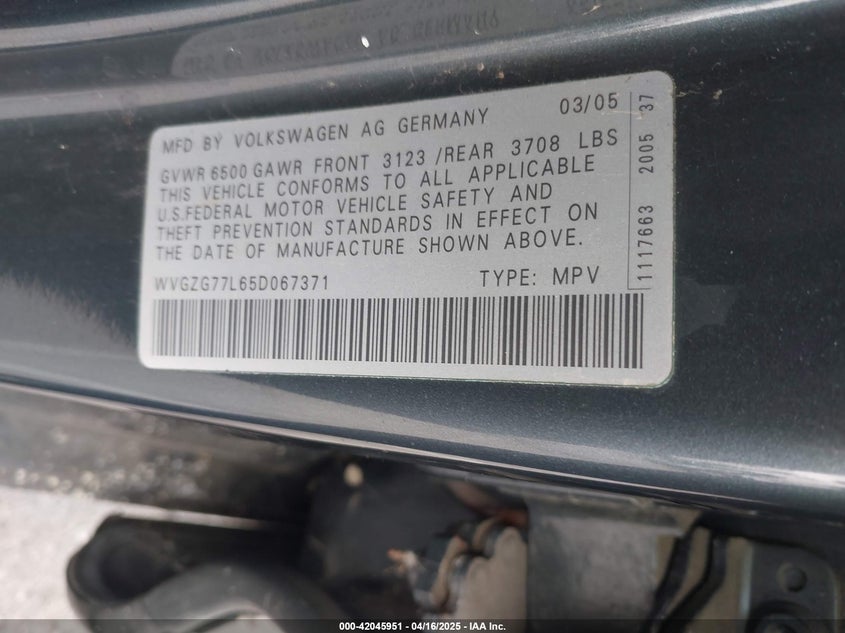 MFD BY VOLKSWAGEN AG GERMANY 03/05
GVWR 6500 GAWR FRONT 3123 /REAR 3708 LBS
THIS VEHICLE CONFORMS TO ALL APPLICABLE
U.S.FEDERAL MOTOR VEHICLE SAFETY AND
THEFT PREVENTION STANDARDS IN EFFECT ON
THE DATE OF MANUFACTURE SHOWN ABOVE.
WVGZG77L65D067371 TYPE: MPV
1117663 2005 37
000-42045951 - 04/16/2025 - IAA Inc.